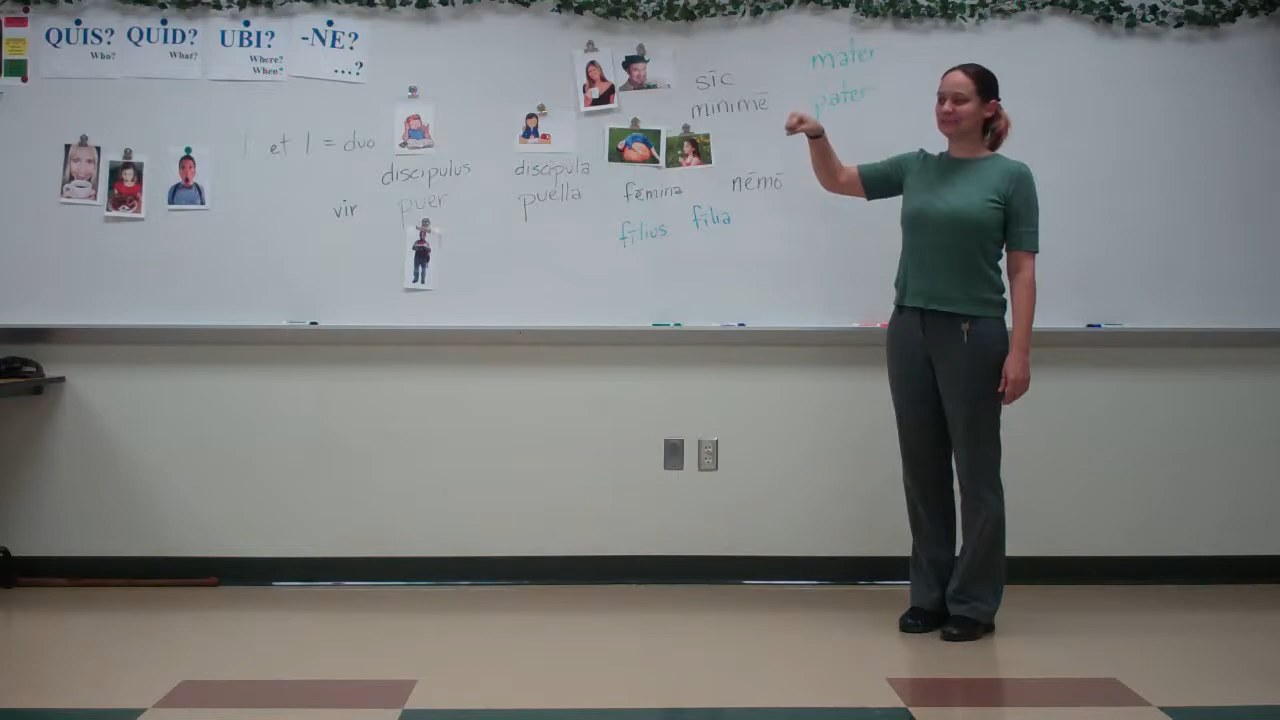 QUIS?
Who?
QUID?
What?
UBI?
Where?
When?
-NE?
...?
1 et 1 = duo
discipulus
vir puer
discipula
puella
sīc
minimē
fēmina
nēmō
fīlius fīlia
māter
pater